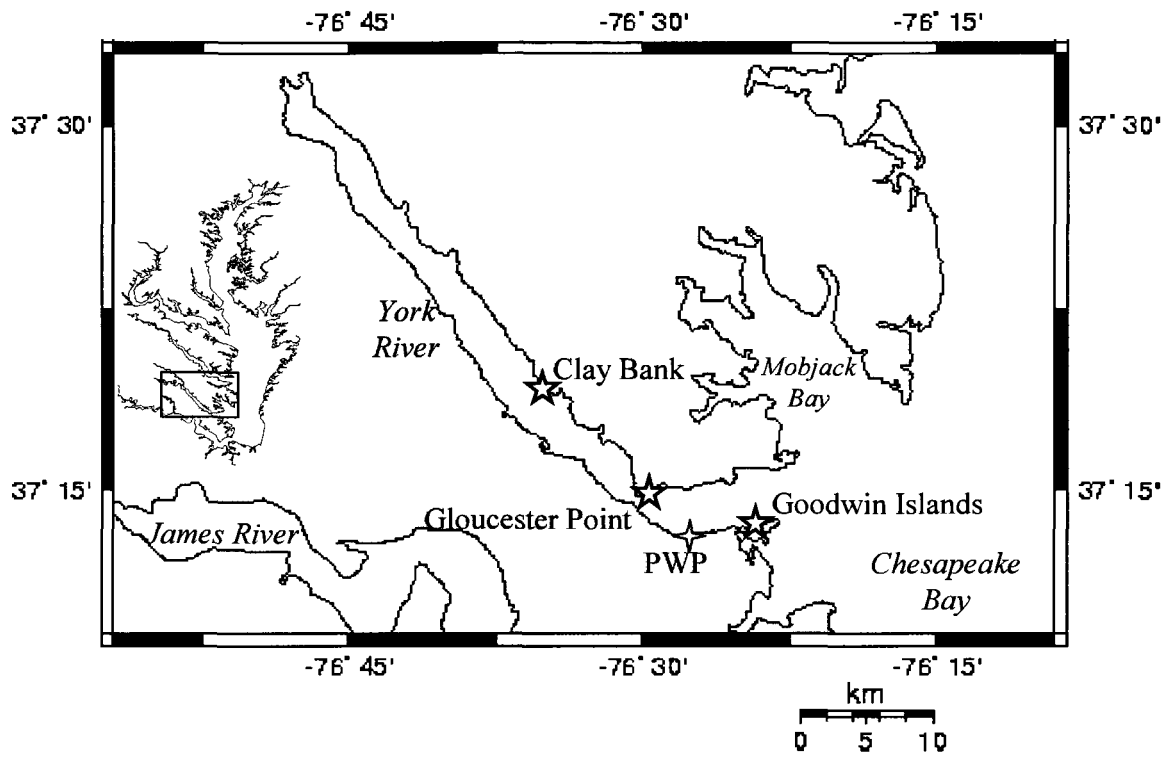 -76° 45' -76° 30' -76° 15'
37° 30' 37° 30'
York
River
Clay Bank
Mobjack
Bay
37° 15' 37° 15'
Goodwin Islands
Gloucester Point
James River
PWP
Chesapeake
Bay
-76° 45' -76° 30' -76° 15'
km
0 5 10